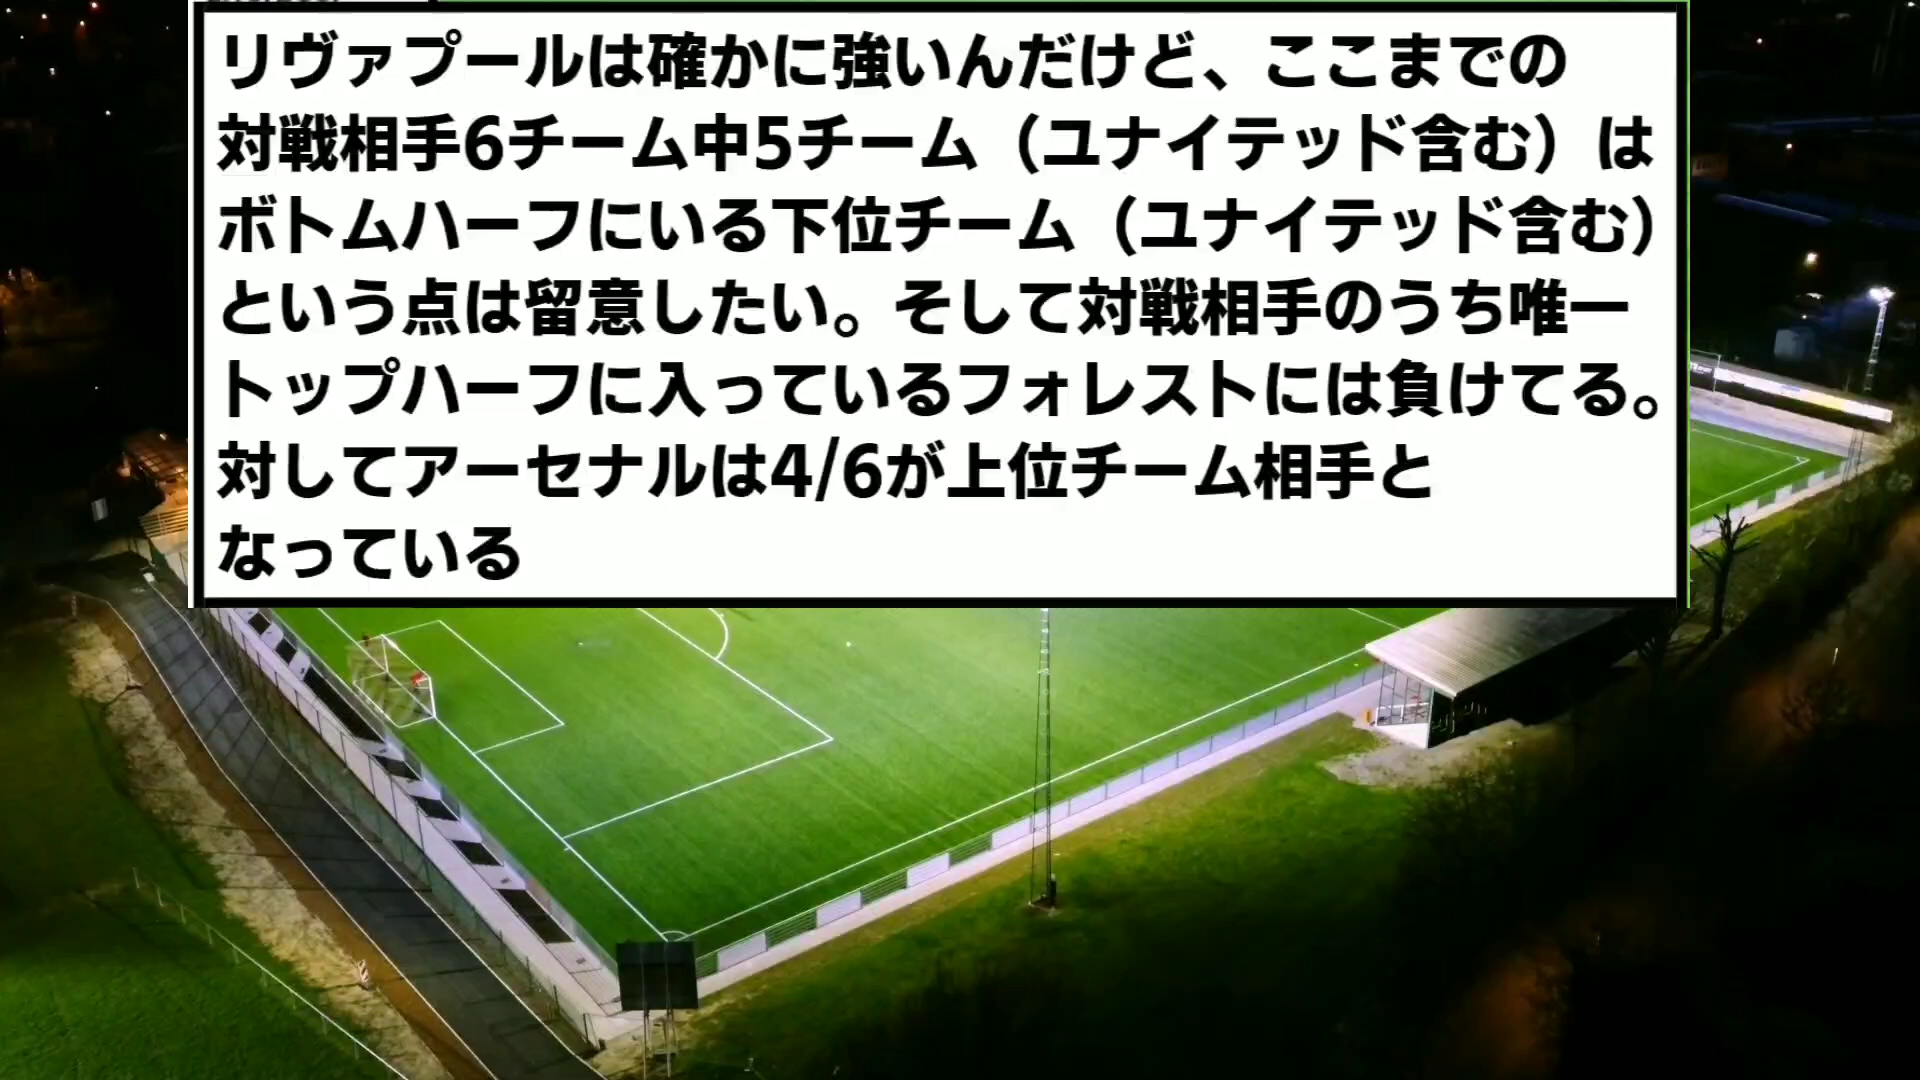 リヴァプールは確かに強いんだけど、ここまでの
対戦相手6チーム中5チーム（ユナイテッド含む）は
ボトムハーフにいる下位チーム（ユナイテッド含む）
という点は留意したい。そして対戦相手のうち唯一
トップハーフに入っているフォレストには負けてる。
対してアーセナルは4/6が上位チーム相手と
なっている